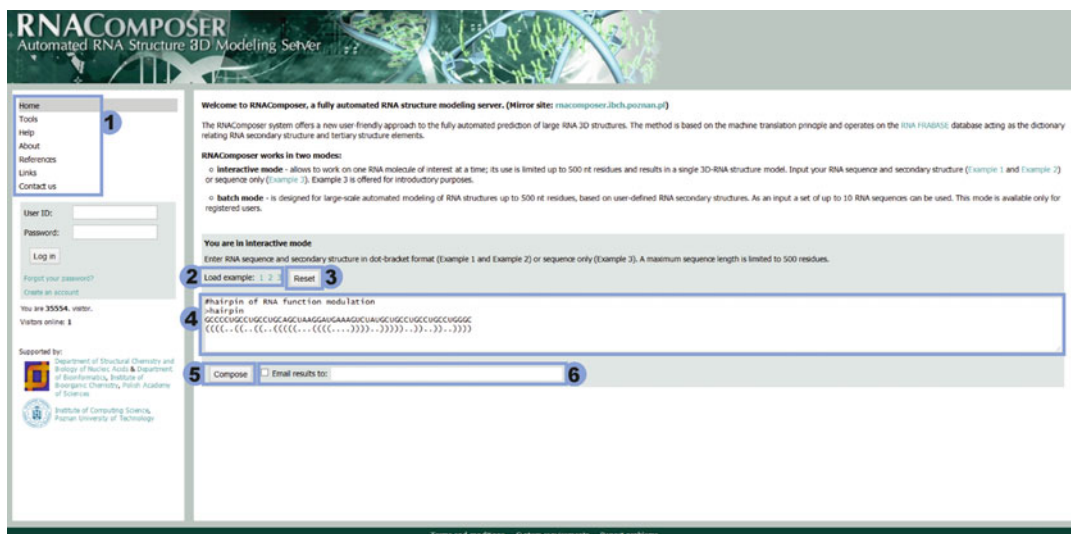 RNACOMPOSER
Automated RNA Structure 3D Modeling Server
Home
Tools
Help
About
References
Links
Contact us
1
User ID:
Password:
Log in
Forgot your password?
Create an account
You are 35554. visitor.
Visitors online: 1
Supported by:
Department of Structural Chemistry and
Biology of Nucleic Acids & Department
of Bioinformatics, Institute of
Bioorganic Chemistry, Polish Academy
of Sciences
Institute of Computing Science,
Poznan University of Technology
Welcome to RNAComposer, a fully automated RNA structure modeling server. (Mirror site: rnacomposer.ibch.poznan.pl)
The RNAComposer system offers a new user-friendly approach to the fully automated prediction of large RNA 3D structures. The method is based on the machine translation principle and operates on the RNA FRABASE database acting as the dictionary
relating RNA secondary structure and tertiary structure elements.
RNAComposer works in two modes:
interactive mode - allows to work on one RNA molecule of interest at a time; its use is limited up to 500 nt residues and results in a single 3D-RNA structure model. Input your RNA sequence and secondary structure (Example 1 and Example 2)
or sequence only (Example 3). Example 3 is offered for introductory purposes.
batch mode - is designed for large-scale automated modeling of RNA structures up to 500 nt residues, based on user-defined RNA secondary structures. As an input a set of up to 10 RNA sequences can be used. This mode is available only for
registered users.
You are in interactive mode
Enter RNA sequence and secondary structure in dot-bracket format (Example 1 and Example 2) or sequence only (Example 3). A maximum sequence length is limited to 500 residues.
2 Load example: 1 2 3 Reset 3
#hairpin of RNA function modulation
>hairpin
4 GCCCCUGCCUGCCUGCAGCUAAGGAUGAAAGUCUAUGCUGCCUGCCUGCCUGGGC
((((..((..((..(((((...((((....))))..)))))..))..))..))))
5 Compose Email results to: 6
Terms and conditions System requirements Report problems